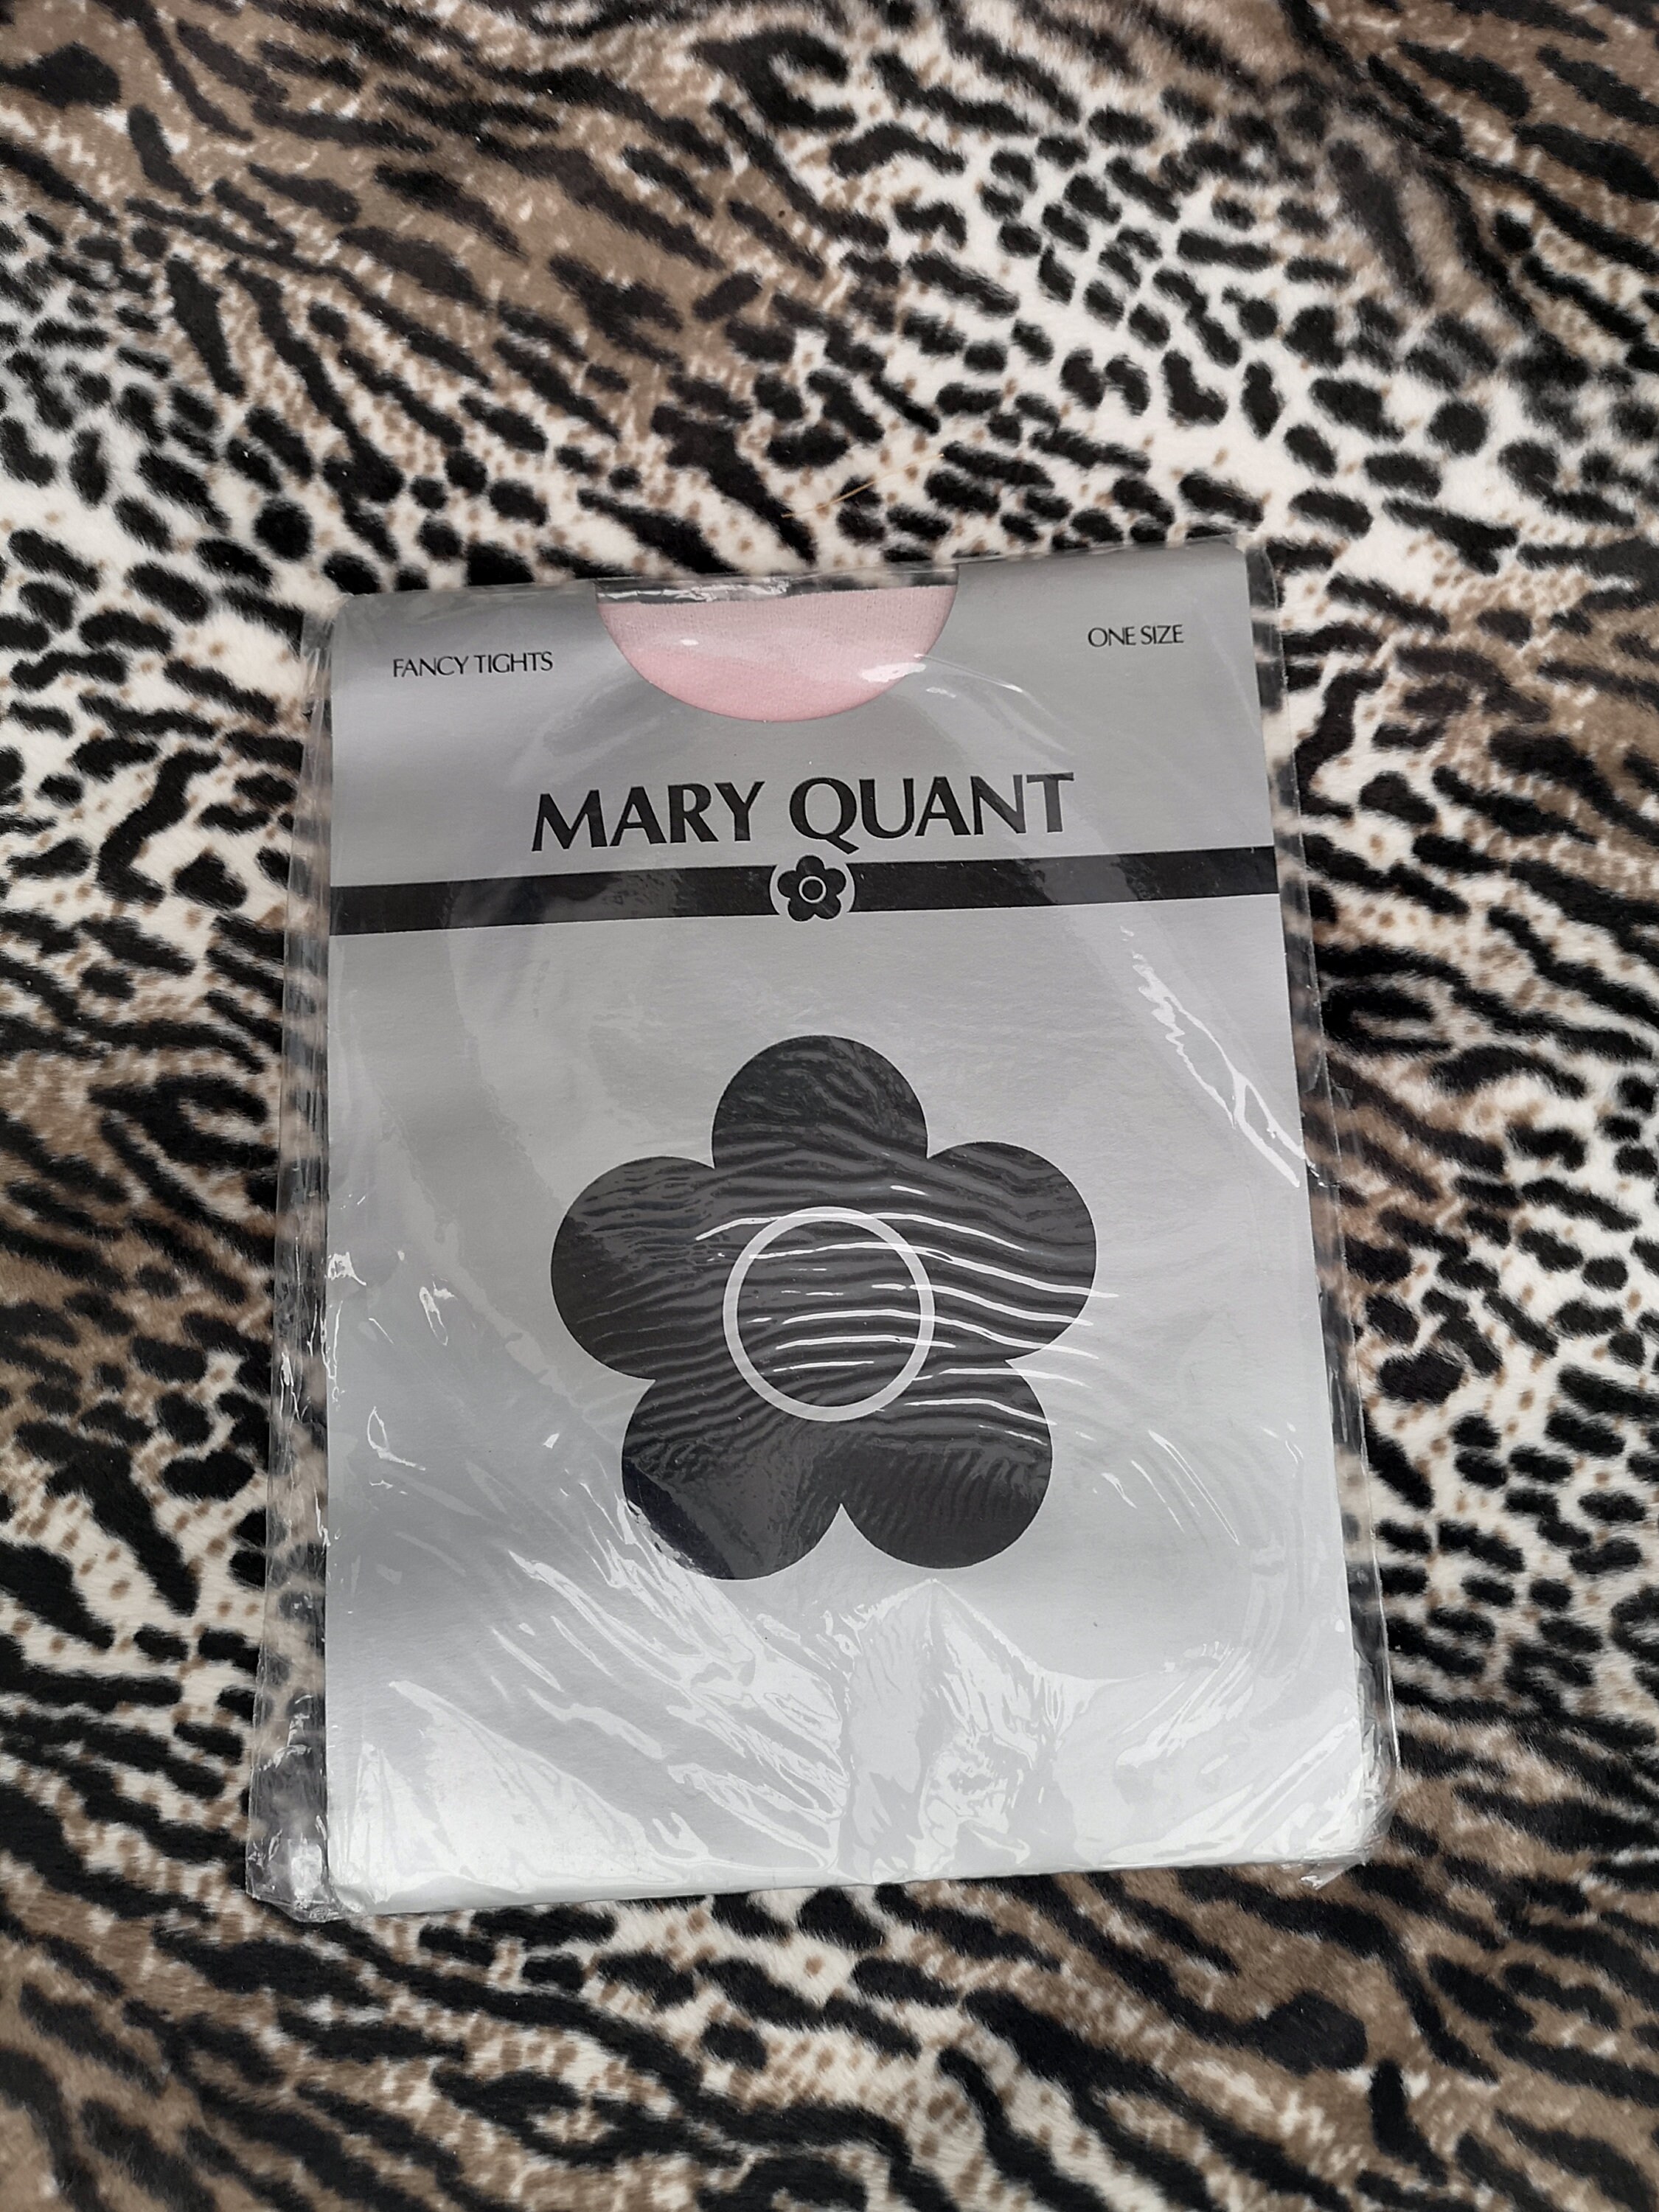 FANCY TIGHTS
ONE SIZE
MARY QUANT